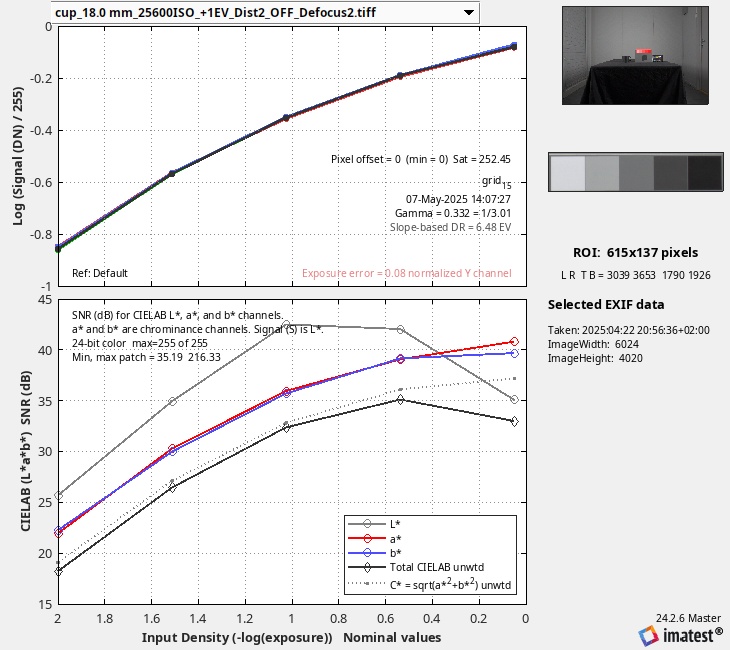 cup_18.0 mm_25600ISO_+1EV_Dist2_OFF_Defocus2.tiff
0
-0.2
-0.4
-0.6
-0.8
-1
Log (Signal (DN) / 255)
Pixel offset = 0 (min = 0) Sat = 252.45
grid15
07-May-2025 14:07:27
Gamma = 0.332 = 1/3.01
Slope-based DR = 6.48 EV
Ref: Default
Exposure error = 0.08 normalized Y channel
ROI: 615x137 pixels
L R T B = 3039 3653 1790 1926
Selected EXIF data
Taken: 2025:04:22 20:56:36+02:00
ImageWidth: 6024
ImageHeight: 4020
45
40
35
30
25
20
15
CIELAB (L*a*b*) SNR (dB)
SNR (dB) for CIELAB L*, a*, and b* channels.
a* and b* are chrominance channels. Signal (S) is L*.
24-bit color max=255 of 255
Min, max patch = 35.19 216.33
L*
a*
b*
Total CIELAB unwtd
C* = sqrt(a*2+b*2) unwtd
2 1.8 1.6 1.4 1.2 1 0.8 0.6 0.4 0.2 0
Input Density (-log(exposure)) Nominal values
24.2.6 Master
imatest®